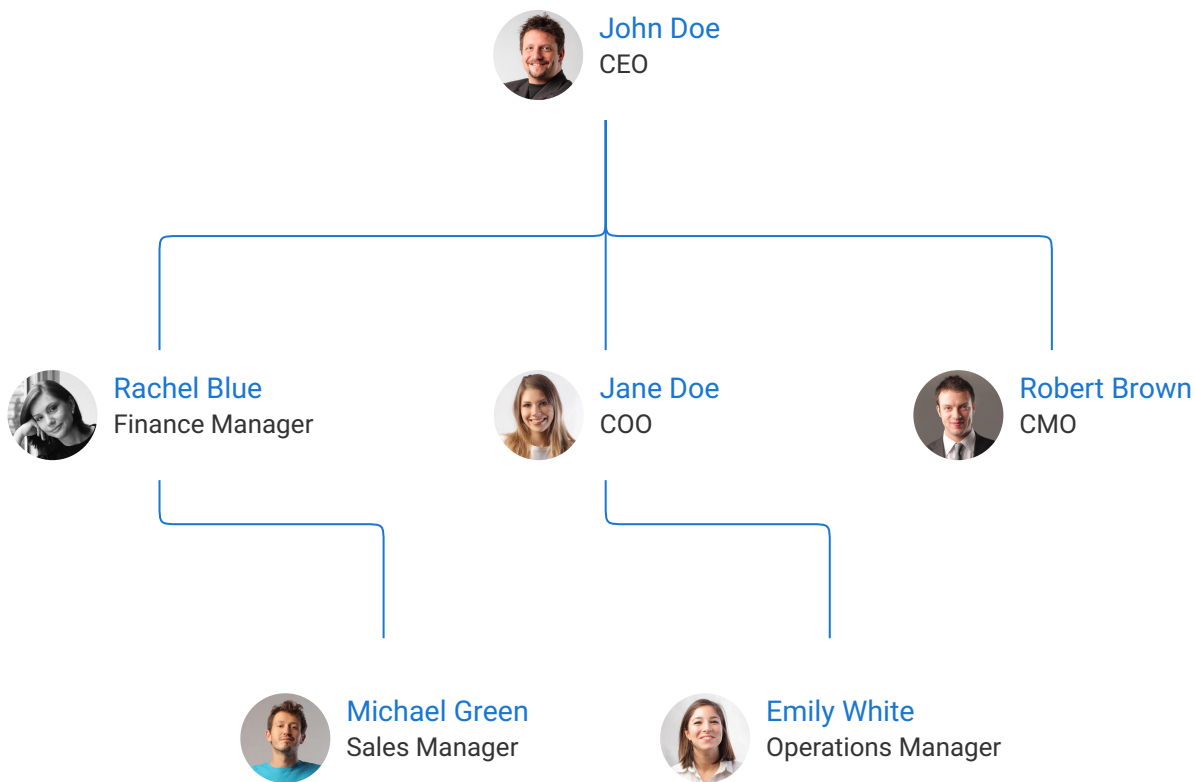 John Doe
CEO
Rachel Blue
Finance Manager
Jane Doe
COO
Robert Brown
CMO
Michael Green
Sales Manager
Emily White
Operations Manager